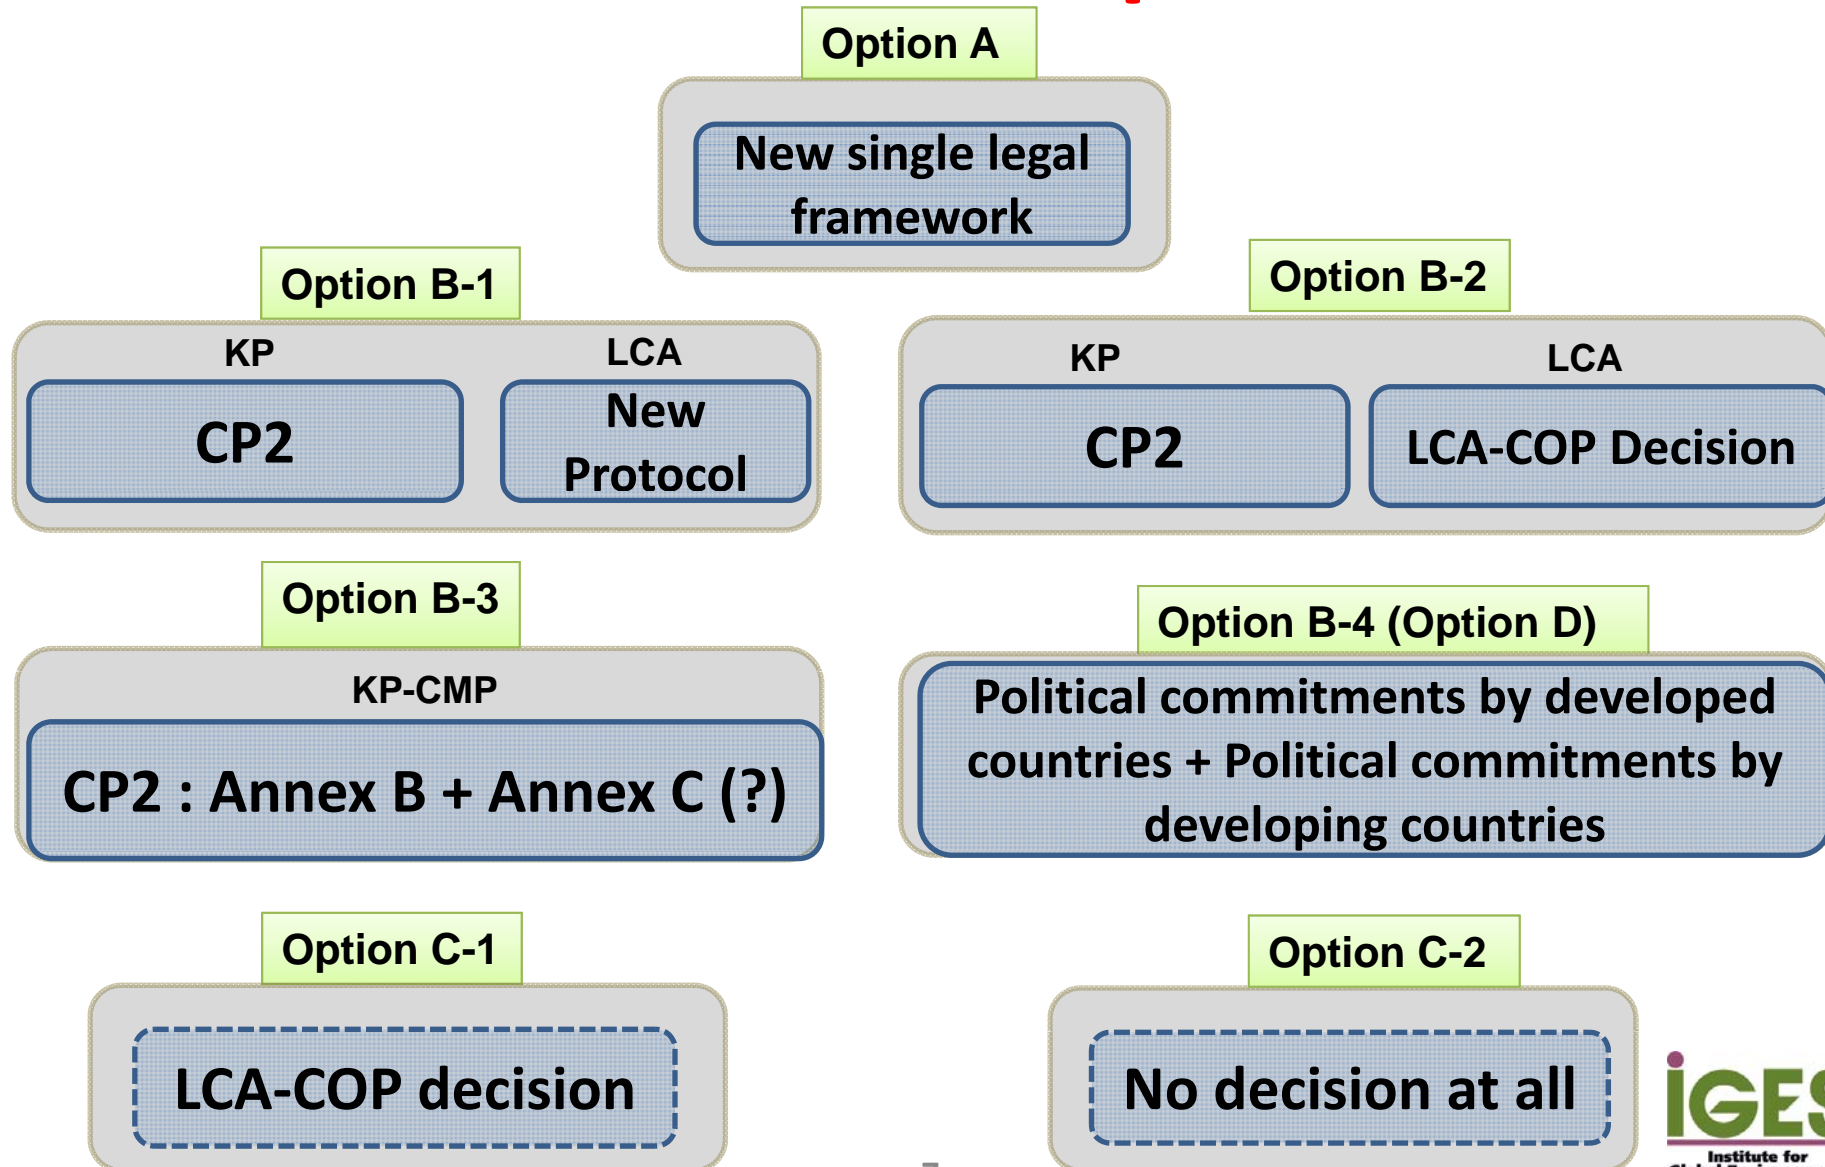 Option A
New single legal
framework
Option B-1
KP
LCA
CP2
New
Protocol
Option B-2
KP
LCA
CP2
LCA-COP Decision
Option B-3
KP-CMP
CP2 : Annex B + Annex C (?)
Option B-4 (Option D)
Political commitments by developed
countries + Political commitments by
developing countries
Option C-1
LCA-COP decision
Option C-2
No decision at all
IGES
Institute for